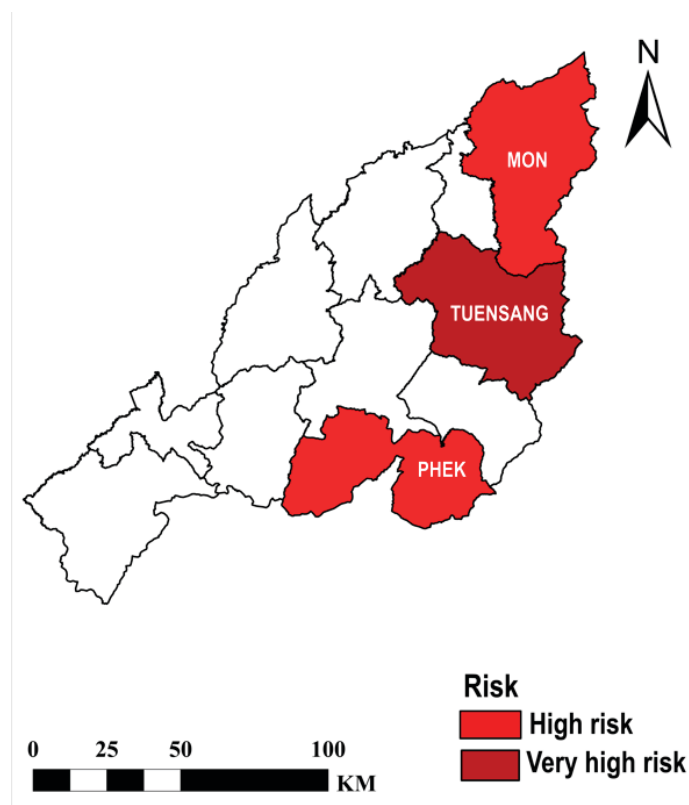 N
MON
TUENSANG
PHEK
Risk
High risk
Very high risk
0 25 50 100
KM